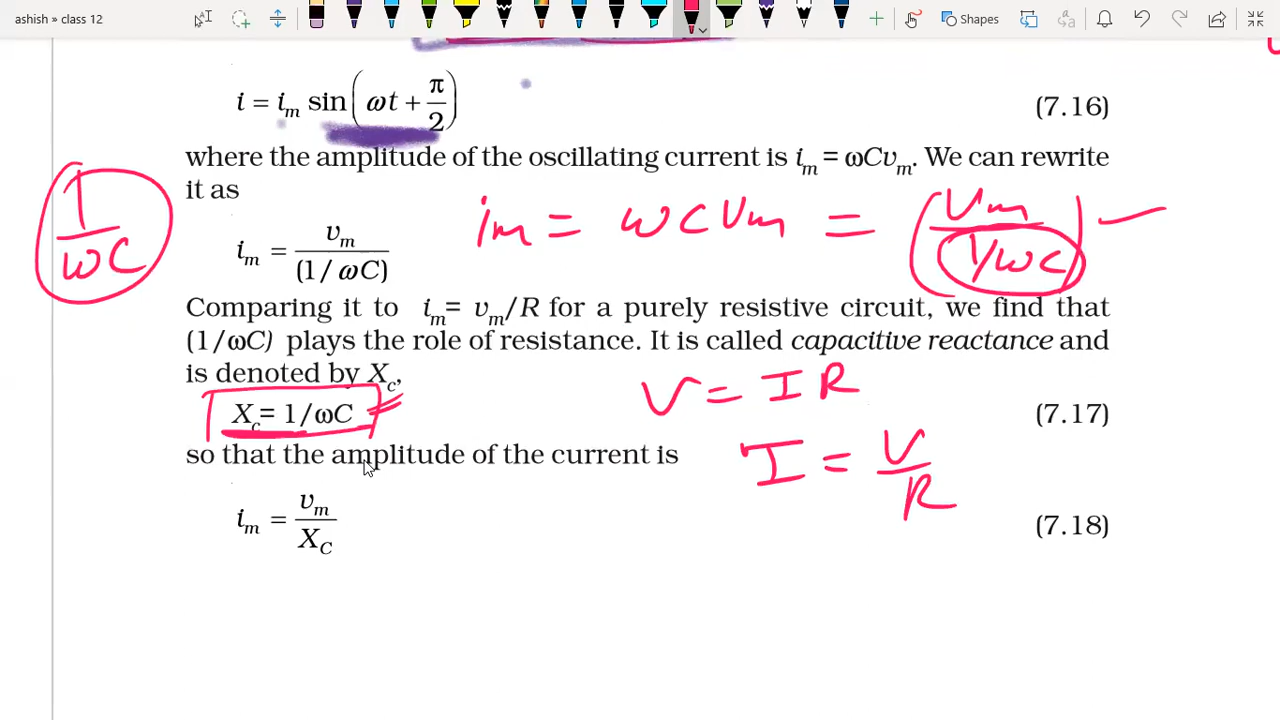 ashish » class 12
Shapes
i = i_m sin(ωt + π/2) (7.16)
where the amplitude of the oscillating current is i_m = ωCv_m. We can rewrite
it as
1/ωC
im = ωC Vm = (Vm/(1/ωC))
i_m = v_m/(1/ωC)
Comparing it to i_m= v_m/R for a purely resistive circuit, we find that
(1/ωC) plays the role of resistance. It is called capacitive reactance and
is denoted by X_c,
V = IR
X_c= 1/ωC (7.17)
so that the amplitude of the current is
I = V/R
i_m = v_m/X_C (7.18)